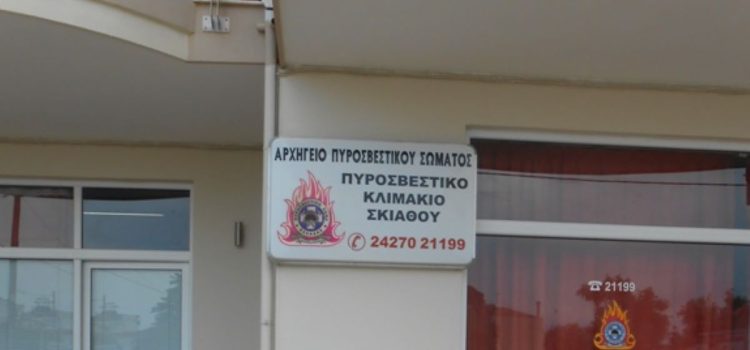 ΑΡΧΗΓΕΙΟ ΠΥΡΟΣΒΕΣΤΙΚΟΥ ΣΩΜΑΤΟΣ
ΠΥΡΟΣΒΕΣΤΙΚΟ
ΚΛΙΜΑΚΙΟ
ΣΚΙΑΘΟΥ
24270 21199
21199